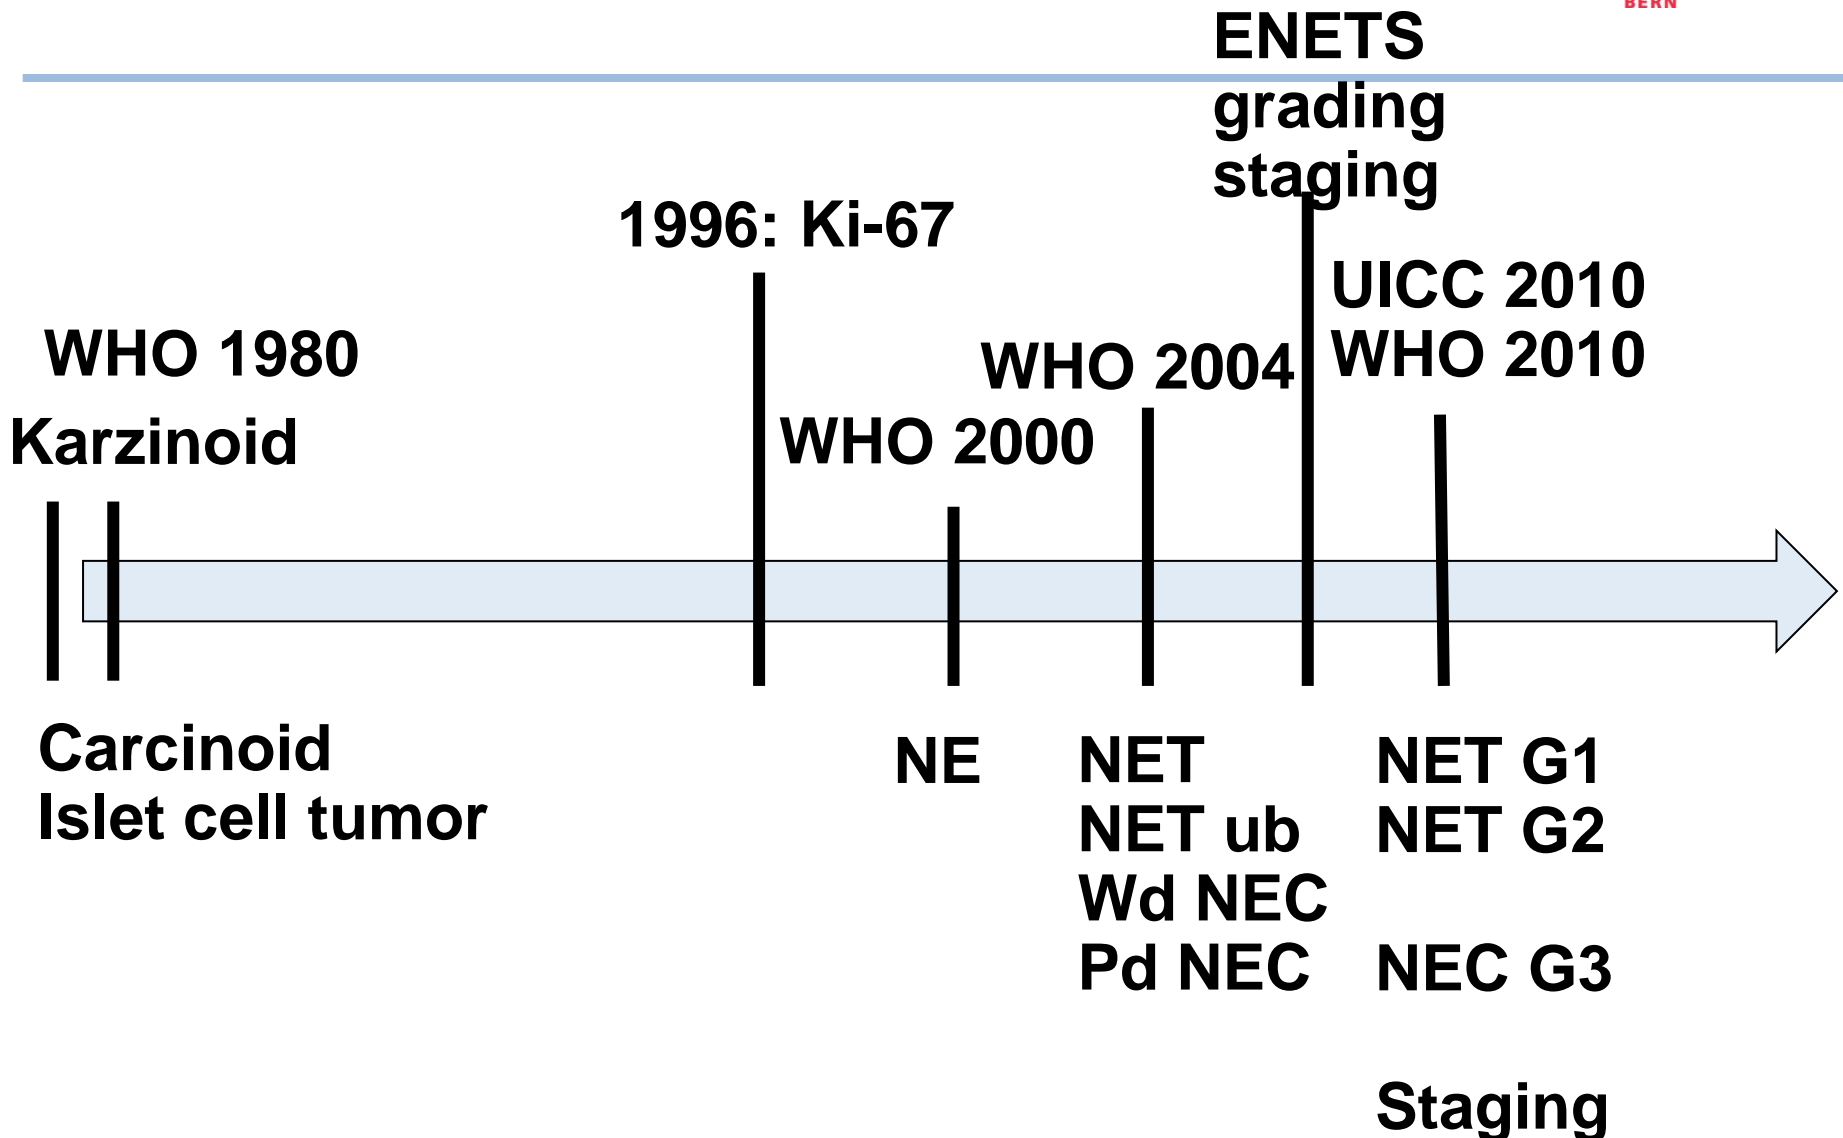 BERN
ENETS
grading
staging
1996: Ki-67
UICC 2010
WHO 2010
WHO 1980
WHO 2004
Karzinoid
WHO 2000
Carcinoid
Islet cell tumor
NE
NET
NET ub
Wd NEC
Pd NEC
NET G1
NET G2
NEC G3
Staging